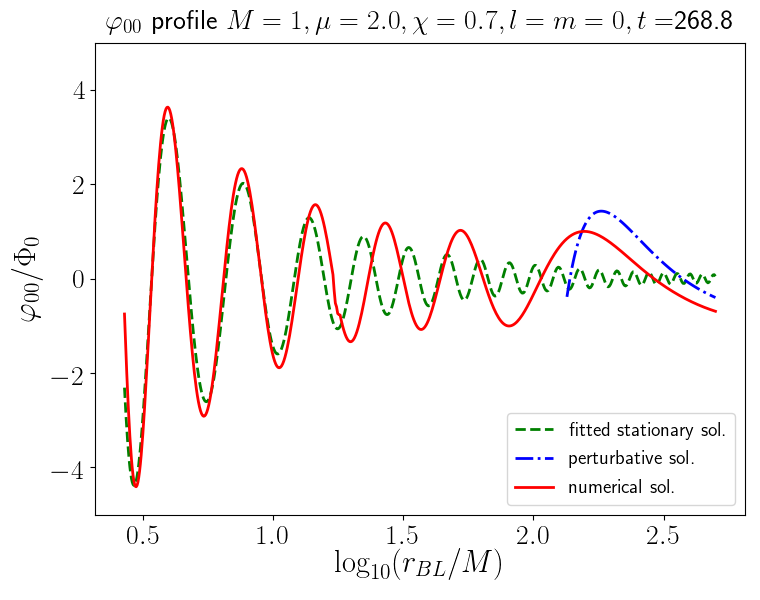 φ₀₀ profile M = 1, μ = 2.0, χ = 0.7, l = m = 0, t = 268.8
φ₀₀/Φ₀
4
2
0
−2
−4
fitted stationary sol.
perturbative sol.
numerical sol.
0.5 1.0 1.5 2.0 2.5
log₁₀(r_BL/M)